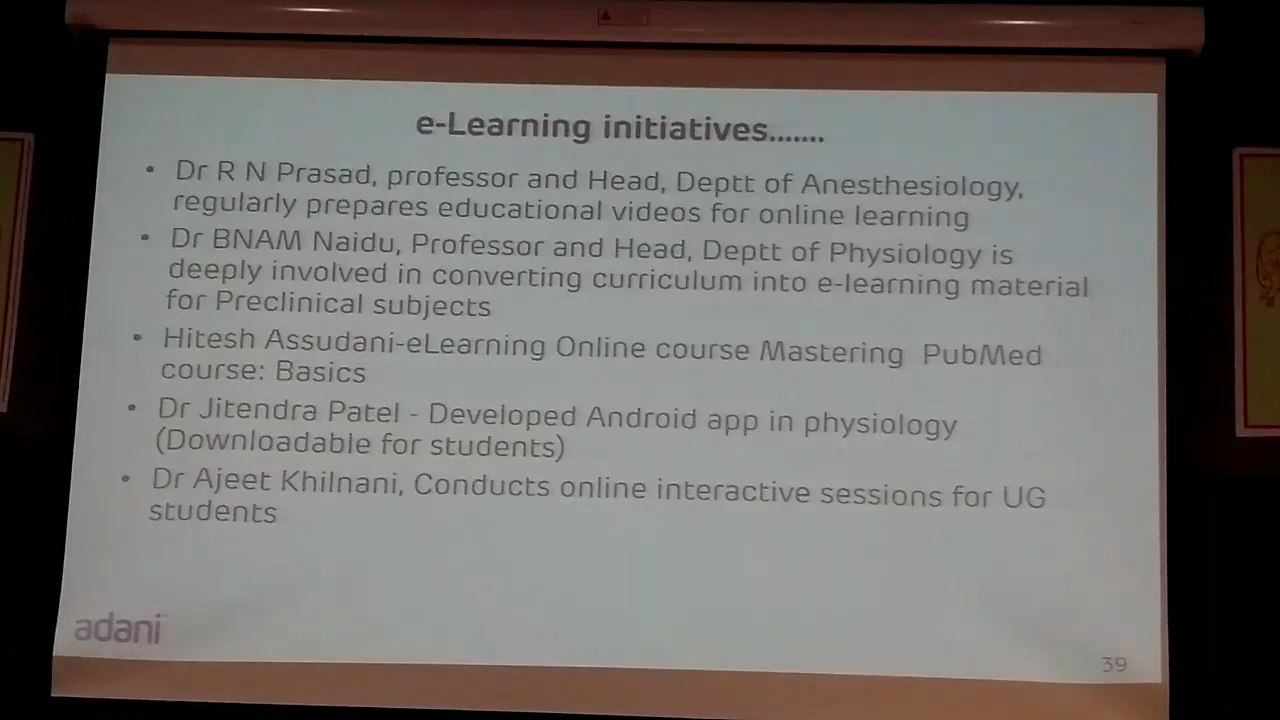 e-Learning initiatives.......
• Dr R N Prasad, professor and Head, Deptt of Anesthesiology,
regularly prepares educational videos for online learning
• Dr BNAM Naidu, Professor and Head, Deptt of Physiology is
deeply involved in converting curriculum into e-learning material
for Preclinical subjects
• Hitesh Assudani-eLearning Online course Mastering PubMed
course: Basics
• Dr Jitendra Patel - Developed Android app in physiology
(Downloadable for students)
• Dr Ajeet Khilnani, Conducts online interactive sessions for UG
students
adani
39